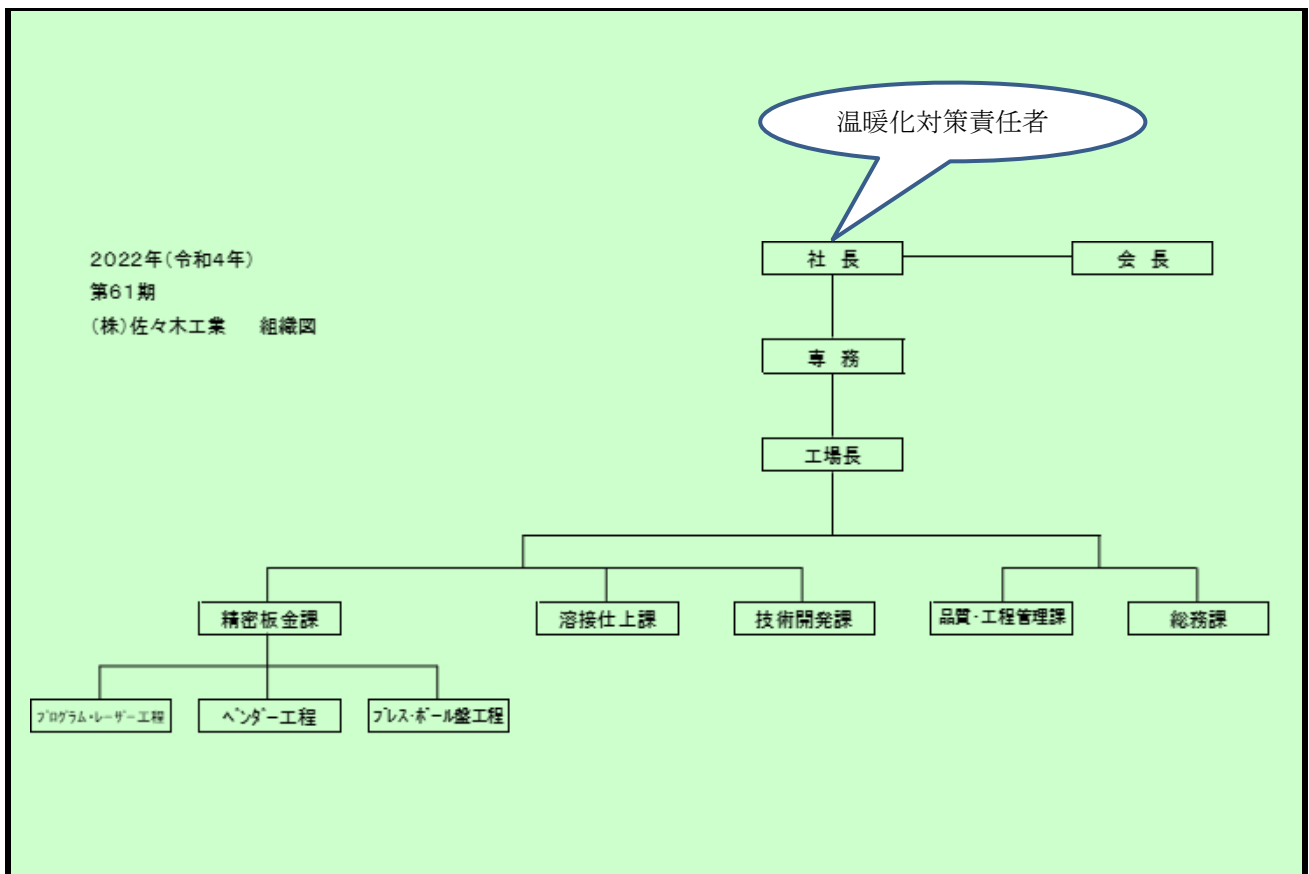 温暖化対策責任者
2022年(令和4年)
第61期
(株)佐々木工業　組織図
社 長
会 長
専 務
工場長
精密板金課
溶接仕上課
技術開発課
品質・工程管理課
総務課
ﾌﾟﾛｸﾞﾗﾑ・ﾚｰｻﾞｰ工程
ﾍﾞﾝﾀﾞｰ工程
ﾌﾟﾚｽ・ﾎﾞｰﾙ盤工程